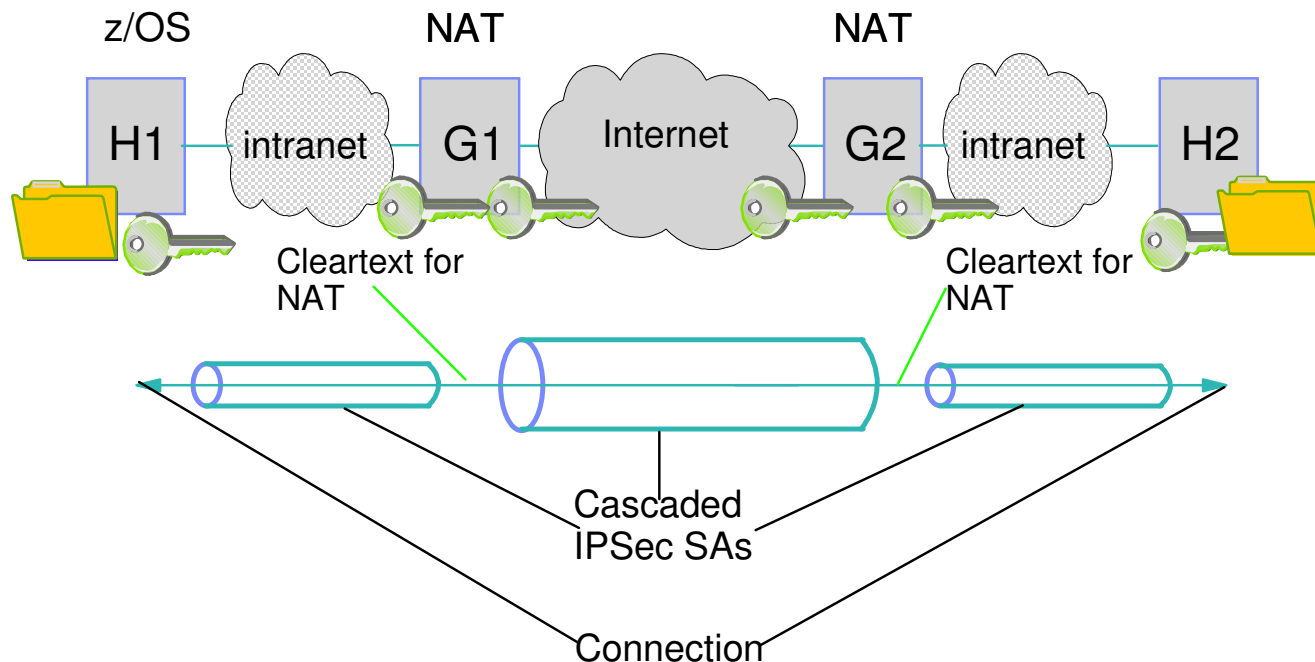 z/OS
NAT
NAT
H1
intranet
G1
Internet
G2
intranet
H2
Cleartext for
NAT
Cleartext for
NAT
Cascaded
IPSec SAs
Connection